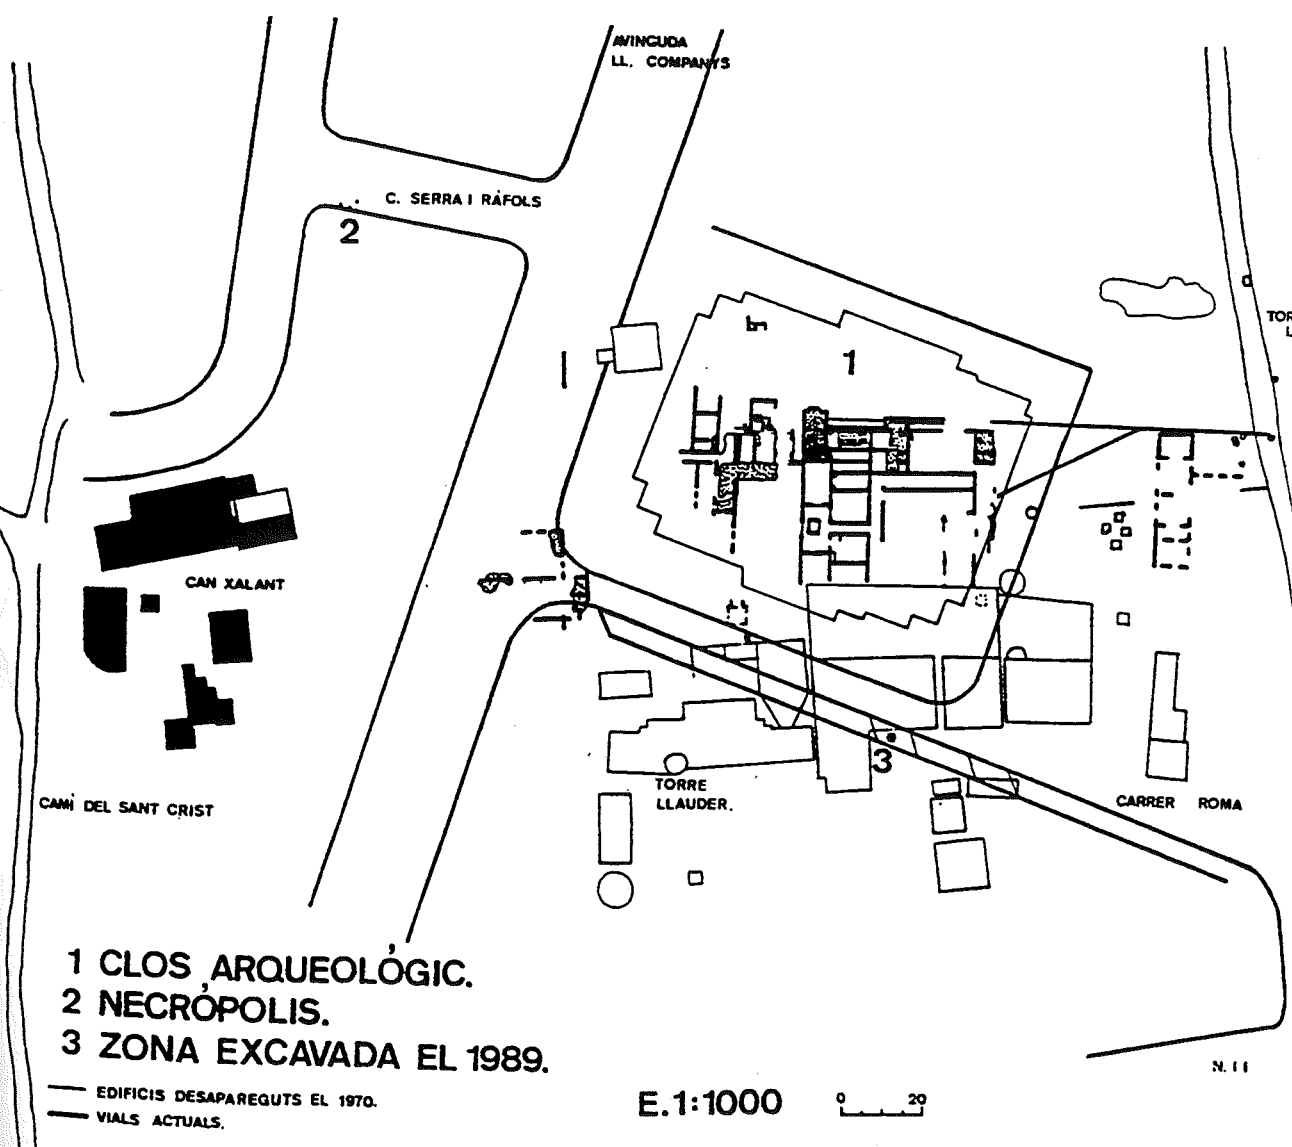 AVINGUDA
LL. COMPANYS
C. SERRA I RÀFOLS
2
1
TOR
L
CAN XALANT
3
TORRE
LLAUDER.
CARRER ROMA
CAMÍ DEL SANT CRIST
1 CLOS ARQUEOLÒGIC.
2 NECRÒPOLIS.
3 ZONA EXCAVADA EL 1989.
EDIFICIS DESAPAREGUTS EL 1970.
VIALS ACTUALS.
E.1:1000
0 20
N. II